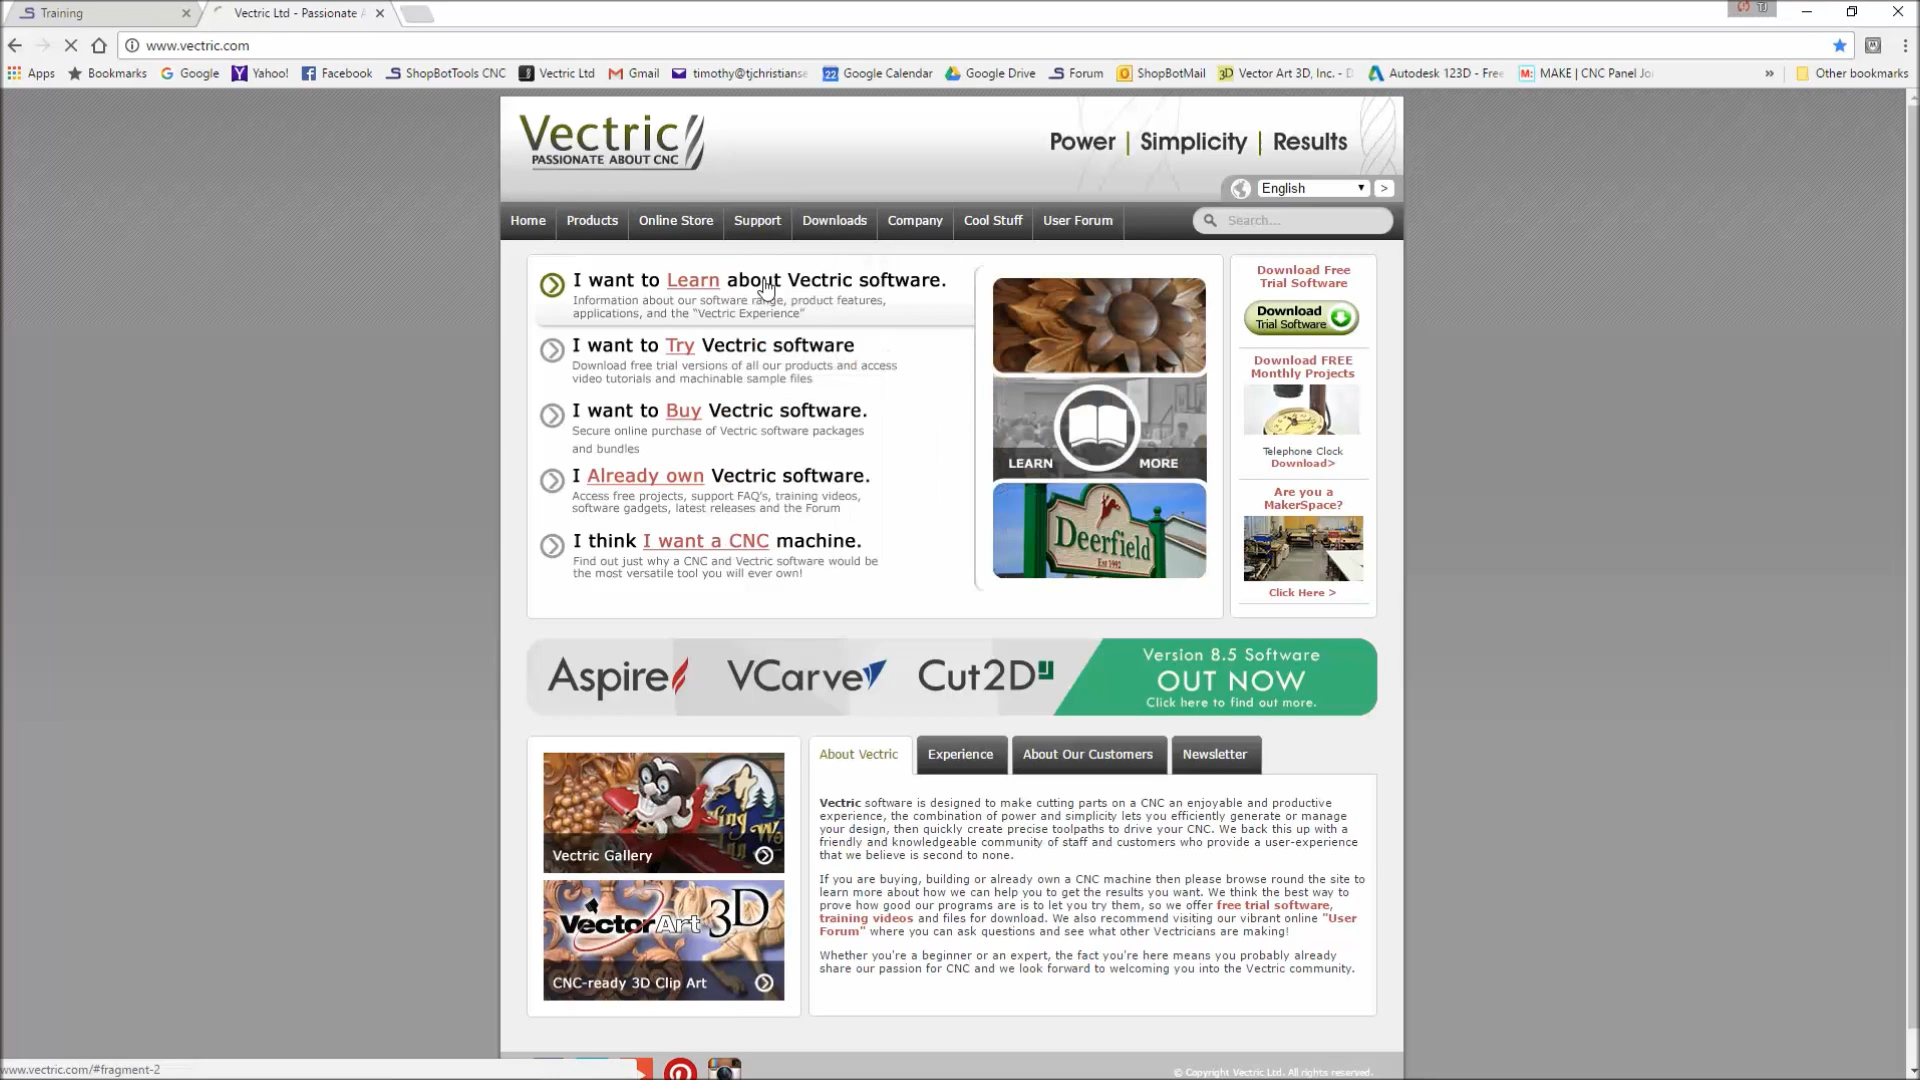 Training
Vectric Ltd - Passionate A
TJ
www.vectric.com
Apps Bookmarks Google Yahoo! Facebook ShopBotTools CNC Vectric Ltd Gmail timothy@tjchristians Google Calendar Google Drive Forum ShopBotMail Vector Art 3D, Inc. - D Autodesk 123D - Free MAKE | CNC Panel Joi » Other bookmarks
Vectric
PASSIONATE ABOUT CNC
Power | Simplicity | Results
English >
Home Products Online Store Support Downloads Company Cool Stuff User Forum Search...
I want to Learn about Vectric software.
Information about our software range, product features,
applications, and the “Vectric Experience”
I want to Try Vectric software
Download free trial versions of all our products and access
video tutorials and machinable sample files
I want to Buy Vectric software.
Secure online purchase of Vectric software packages
and bundles
I Already own Vectric software.
Access free projects, support FAQ's, training videos,
software gadgets, latest releases and the Forum
I think I want a CNC machine.
Find out just why a CNC and Vectric software would be
the most versatile tool you will ever own!
LEARN MORE
Deerfield
Est 1992
Download Free
Trial Software
Download
Trial Software
Download FREE
Monthly Projects
Telephone Clock
Download>
Are you a
MakerSpace?
Click Here >
Aspire VCarve Cut2D
Version 8.5 Software
OUT NOW
Click here to find out more.
Vectric Gallery
VectorArt 3D
CNC-ready 3D Clip Art
About Vectric Experience About Our Customers Newsletter
Vectric software is designed to make cutting parts on a CNC an enjoyable and productive
experience, the combination of power and simplicity lets you efficiently generate or manage
your design, then quickly create precise toolpaths to drive your CNC. We back this up with a
friendly and knowledgeable community of staff and customers who provide a user-experience
that we believe is second to none.
If you are buying, building or already own a CNC machine then please browse round the site to
learn more about how we can help you to get the results you want. We think the best way to
prove how good our programs are is to let you try them, so we offer free trial software,
training videos and files for download. We also recommend visiting our vibrant online "User
Forum" where you can ask questions and see what other Vectricians are making!
Whether you're a beginner or an expert, the fact you're here means you probably already
share our passion for CNC and we look forward to welcoming you into the Vectric community.
www.vectric.com/#fragment-2
© Copyright Vectric Ltd. All rights reserved.